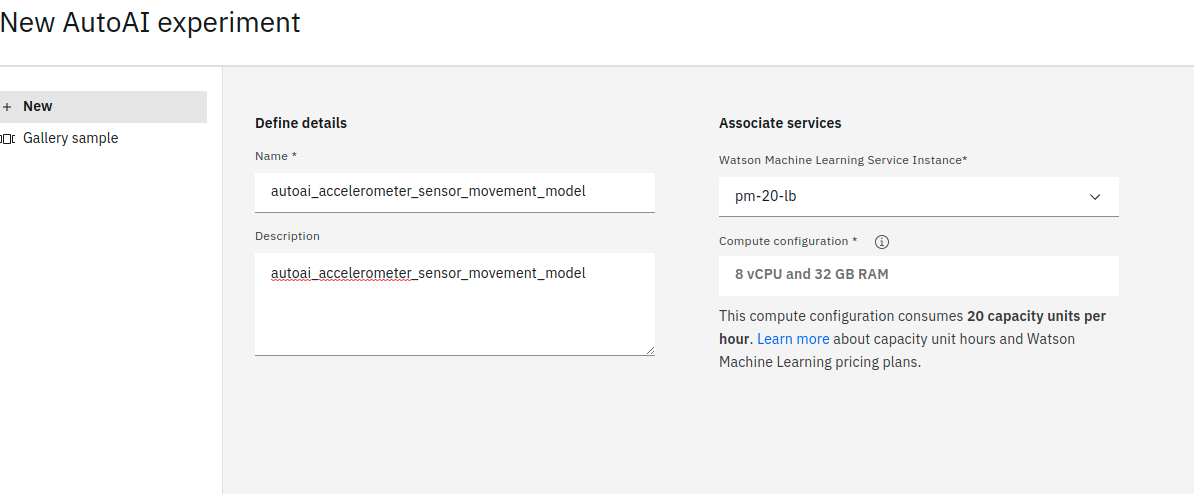 New AutoAI experiment
+ New
Gallery sample
Define details
Name *
autoai_accelerometer_sensor_movement_model
Description
autoai_accelerometer_sensor_movement_model
Associate services
Watson Machine Learning Service Instance*
pm-20-lb
Compute configuration *
8 vCPU and 32 GB RAM
This compute configuration consumes 20 capacity units per
hour. Learn more about capacity unit hours and Watson
Machine Learning pricing plans.